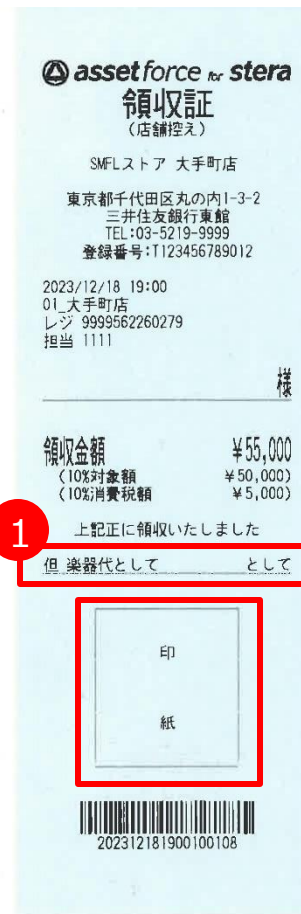 assetforce for stera
領収証
(店舗控え)
SMFLストア 大手町店
東京都千代田区丸の内1-3-2
三井住友銀行東館
TEL:03-5219-9999
登録番号:T123456789012
2023/12/18 19:00
01_大手町店
レジ 9999562260279
担当 1111
様
領収金額 ¥55,000
(10%対象額 ¥50,000)
(10%消費税額 ¥5,000)
上記正に領収いたしました
1
但 楽器代として として
印
紙
202312181900100108